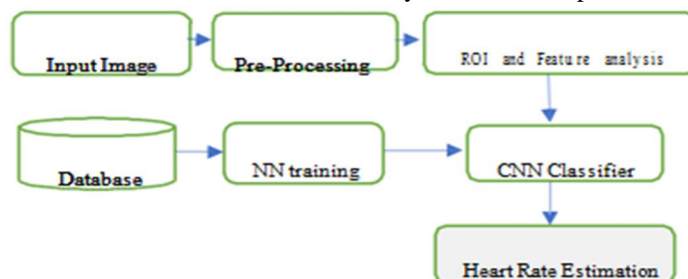 Input Image
Pre-Processing
ROI and Feature analysis
Database
NN training
CNN Classifier
Heart Rate Estimation